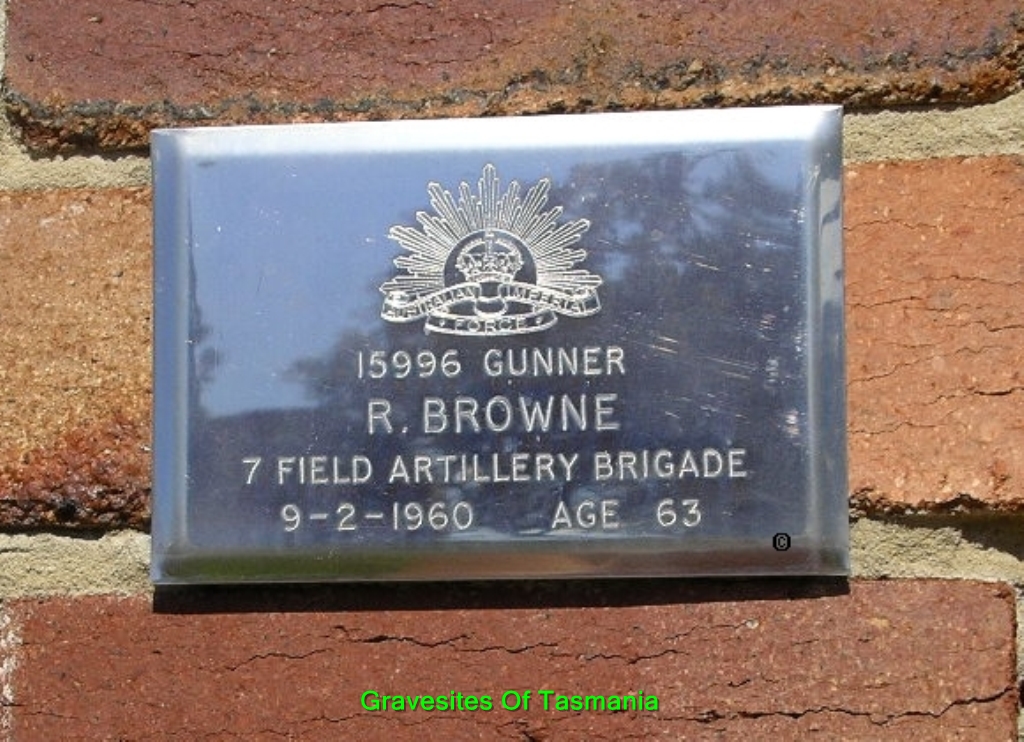 AUSTRALIAN IMPERIAL
FORCE
15996 GUNNER
R. BROWNE
7 FIELD ARTILLERY BRIGADE
9-2-1960 AGE 63
©
Gravesites Of Tasmania